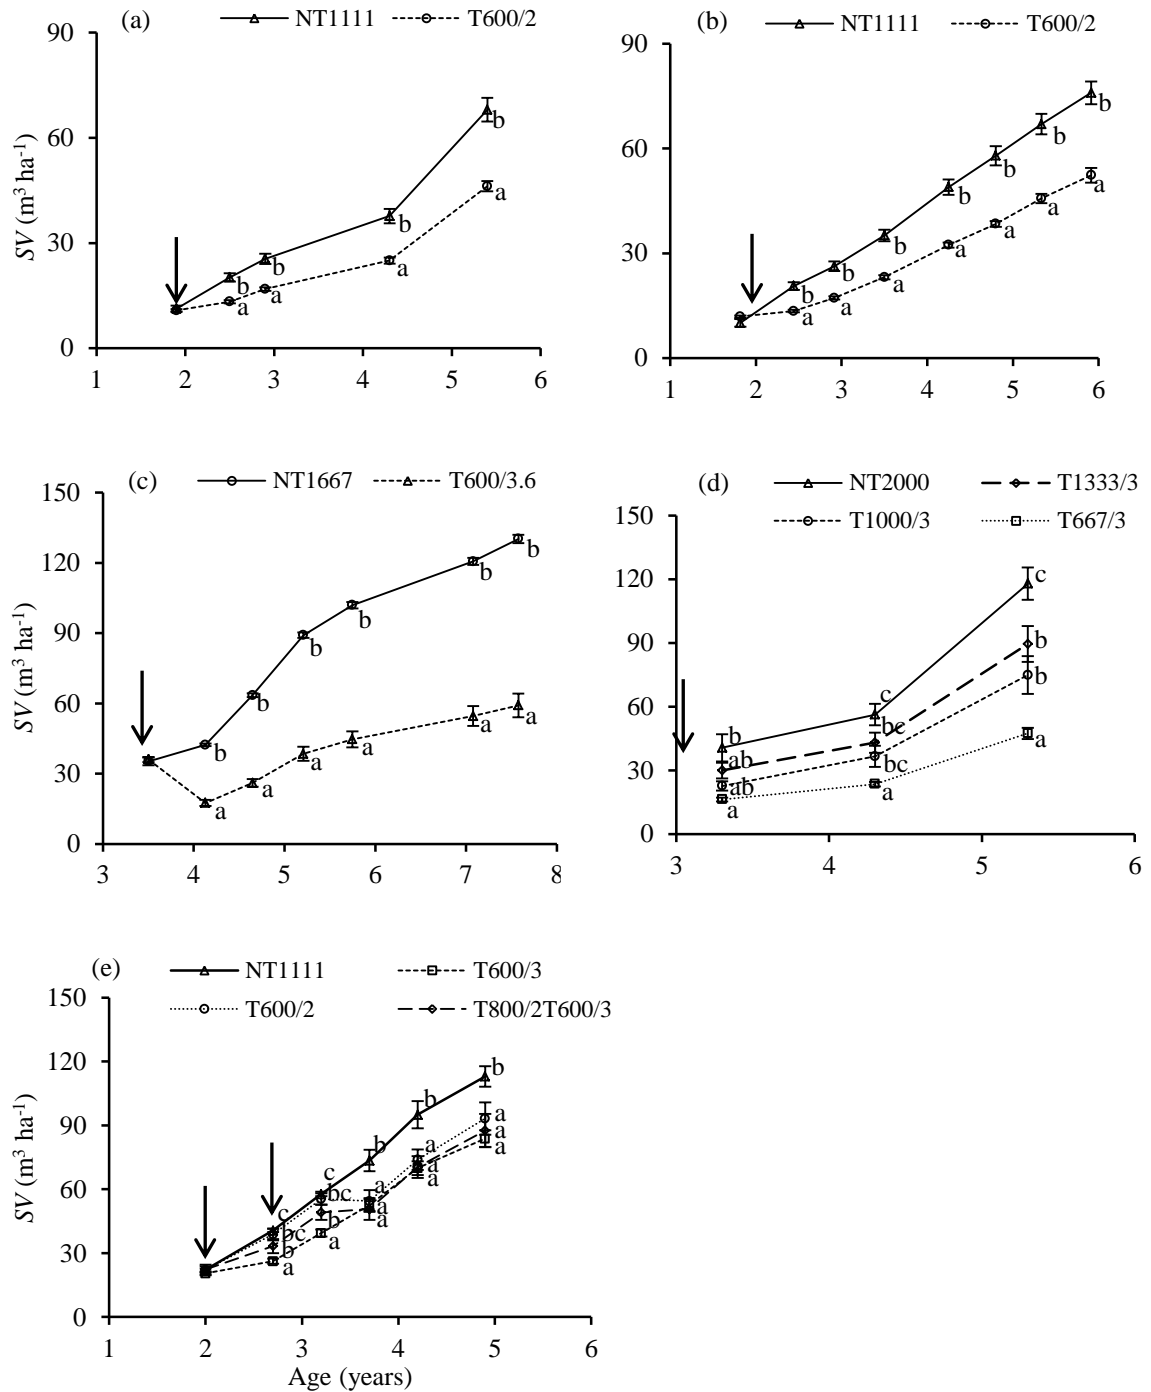 (a) NT1111 T600/2
90
60
30
0
SV (m³ ha⁻¹)
b b b b b
a a a a a
1 2 3 4 5 6
(b) NT1111 T600/2
90
60
30
0
b b b b b b b
a a a a a a a
1 2 3 4 5 6
(c) NT1667 T600/3.6
150
120
90
60
30
0
SV (m³ ha⁻¹)
b b b b b b b
a a a a a a a
3 4 5 6 7 8
(d) NT2000 T1333/3
T1000/3 T667/3
150
120
90
60
30
0
b c c
ab bc b
ab bc b
a a a
3 4 5 6
(e) NT1111 T600/3
T600/2 T800/2T600/3
150
120
90
60
30
0
SV (m³ ha⁻¹)
c c b b b
bc bc a a a
b b a a a
a a a a a
1 2 3 4 5 6
Age (years)